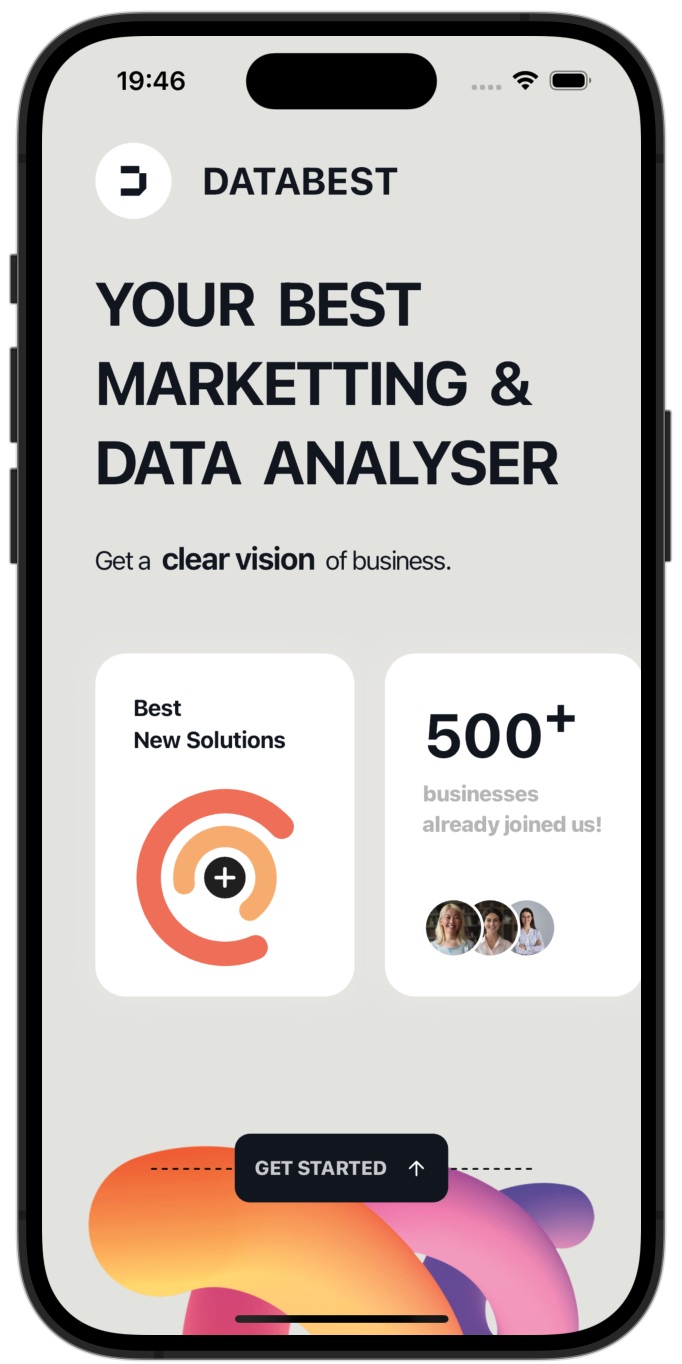 19:46
DATABEST
YOUR BEST
MARKETTING &
DATA ANALYSER
Get a clear vision of business.
Best
New Solutions
500+
businesses
already joined us!
GET STARTED